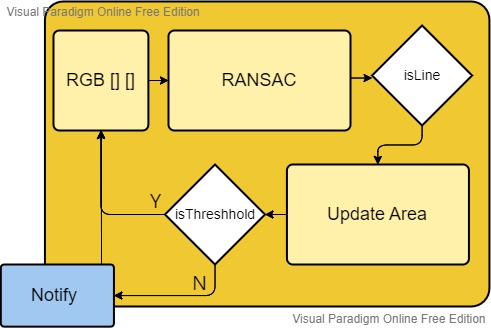 Visual Paradigm Online Free Edition
RGB [] []
RANSAC
isLine
Update Area
isThreshhold
Y
N
Notify
Visual Paradigm Online Free Edition